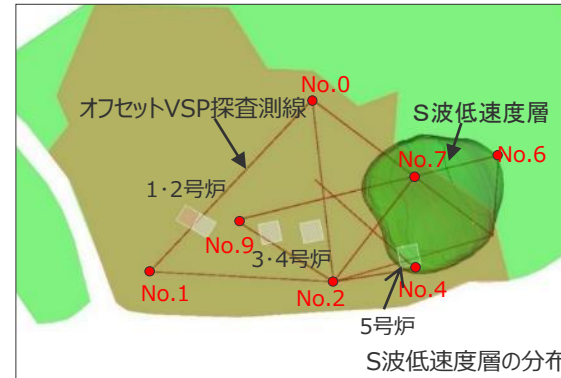 No.0
オフセットVSP探査測線
S波低速度層
No.7
No.6
1・2号炉
No.9
3・4号炉
No.1
No.2
No.4
5号炉
S波低速度層の分布